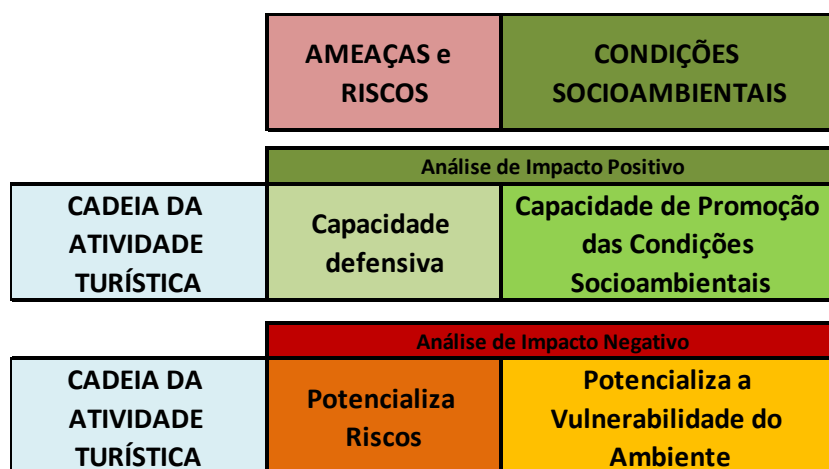 AMEAÇAS e
RISCOS
CONDIÇÕES
SOCIOAMBIENTAIS
Análise de Impacto Positivo
CADEIA DA
ATIVIDADE
TURÍSTICA
Capacidade
defensiva
Capacidade de Promoção
das Condições
Socioambientais
Análise de Impacto Negativo
CADEIA DA
ATIVIDADE
TURÍSTICA
Potencializa
Riscos
Potencializa a
Vulnerabilidade do
Ambiente